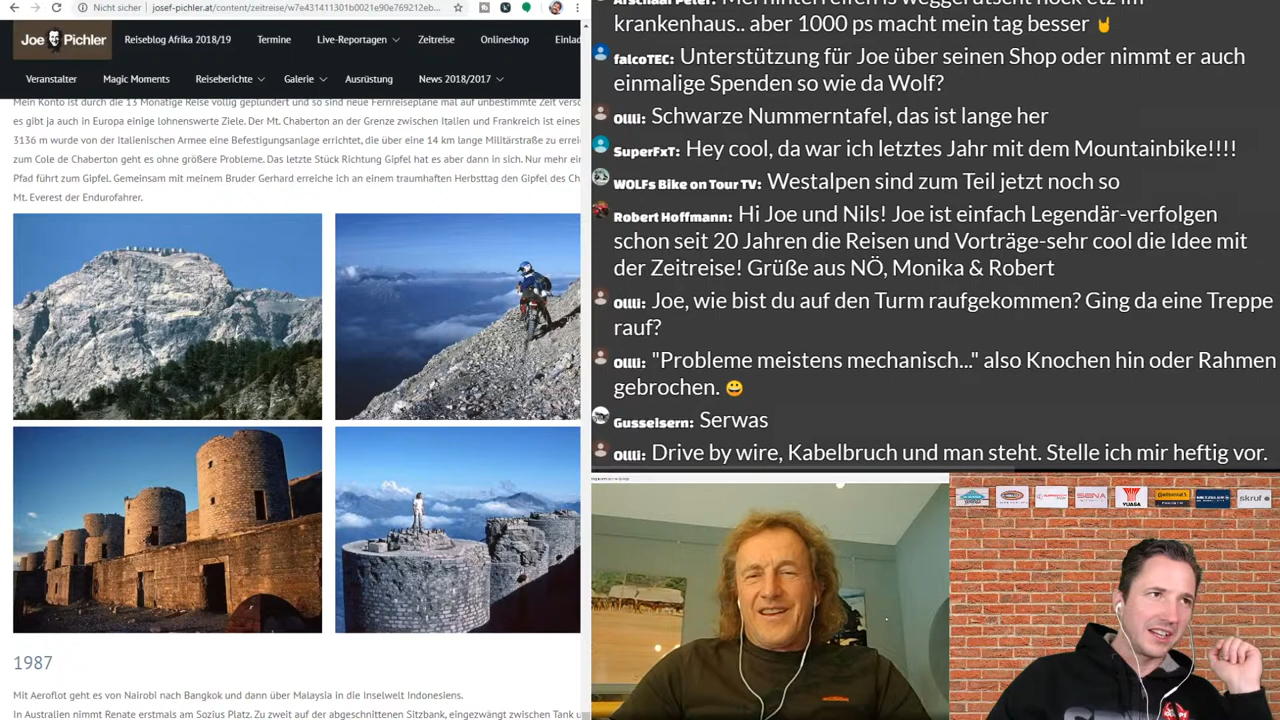 Nicht sicher | josef-pichler.at/content/zeitreise/w7e431411301b0021e90e769212eb...
Joe Pichler
Reiseblog Afrika 2018/19 Termine Live-Reportagen Zeitreise Onlineshop Einlad
Veranstalter Magic Moments Reiseberichte Galerie Ausrüstung News 2018/2017
Mein Konto ist durch die 13 Monatige Reise völlig geplündert und so sind neue Fernreisepläne mal auf unbestimmte Zeit versc
es gibt ja auch in Europa einige lohnenswerte Ziele. Der Mt. Chaberton an der Grenze zwischen Italien und Frankreich ist eines
3136 m wurde von der Italienischen Armee eine Befestigungsanlage errichtet, die über eine 14 km lange Militärstraße zu errei
zum Cole de Chaberton geht es ohne größere Probleme. Das letzte Stück Richtung Gipfel hat es aber dann in sich. Nur mehr ei
Pfad führt zum Gipfel. Gemeinsam mit meinem Bruder Gerhard erreiche ich an einem traumhaften Herbsttag den Gipfel des Ch
Mt. Everest der Endurofahrer.
1987
Mit Aeroflot geht es von Nairobi nach Bangkok und dann über Malaysia in die Inselwelt Indonesiens.
In Australien nimmt Renate erstmals am Sozius Platz. Zu zweit auf der abgeschnittenen Sitzbank, eingezwängt zwischen Tank u
krankenhaus.. aber 1000 ps macht mein tag besser 🤘
falcoTEC: Unterstützung für Joe über seinen Shop oder nimmt er auch
einmalige Spenden so wie da Wolf?
Ollli: Schwarze Nummerntafel, das ist lange her
SuperFxT: Hey cool, da war ich letztes Jahr mit dem Mountainbike!!!!
WOLFs Bike on Tour TV: Westalpen sind zum Teil jetzt noch so
Robert Hoffmann: Hi Joe und Nils! Joe ist einfach Legendär-verfolgen
schon seit 20 Jahren die Reisen und Vorträge-sehr cool die Idee mit
der Zeitreise! Grüße aus NÖ, Monika & Robert
Ollli: Joe, wie bist du auf den Turm raufgekommen? Ging da eine Treppe
rauf?
Ollli: "Probleme meistens mechanisch..." also Knochen hin oder Rahmen
gebrochen. 😀
Gusseisern: Serwas
Ollli: Drive by wire, Kabelbruch und man steht. Stelle ich mir heftig vor.
SENA YUASA skruf